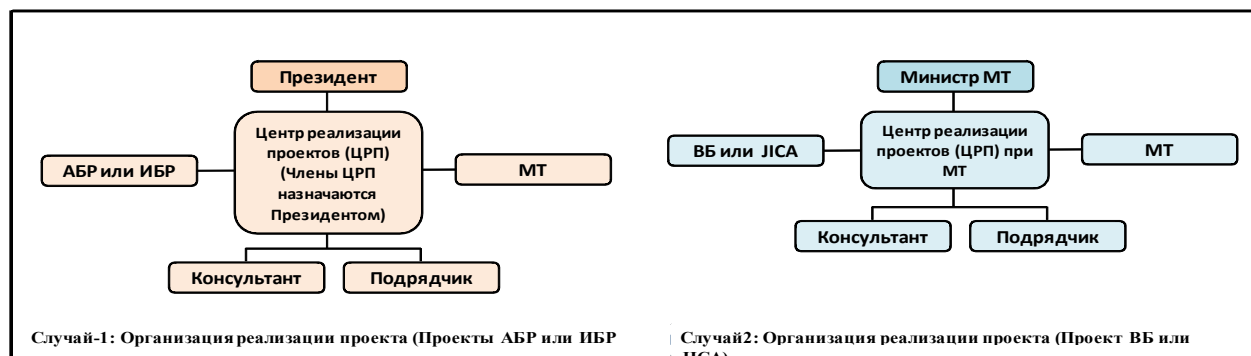 Президент
Центр реализации
проектов (ЦРП)
(Члены ЦРП
назначаются
Президентом)
АБР или ИБР
МТ
Консультант
Подрядчик
Случай-1: Организация реализации проекта (Проекты АБР или ИБР
Министр МТ
Центр реализации
проектов (ЦРП) при
МТ
ВБ или JICA
МТ
Консультант
Подрядчик
Случай2: Организация реализации проекта (Проект ВБ или
JICA)